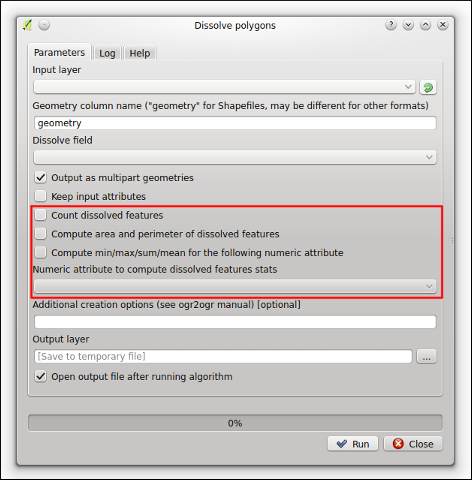 Dissolve polygons
Parameters Log Help
Input layer
Geometry column name ("geometry" for Shapefiles, may be different for other formats)
geometry
Dissolve field
Output as multipart geometries
Keep input attributes
Count dissolved features
Compute area and perimeter of dissolved features
Compute min/max/sum/mean for the following numeric attribute
Numeric attribute to compute dissolved features stats
Additional creation options (see ogr2ogr manual) [optional]
Output layer
[Save to temporary file] ...
Open output file after running algorithm
0%
Run Close